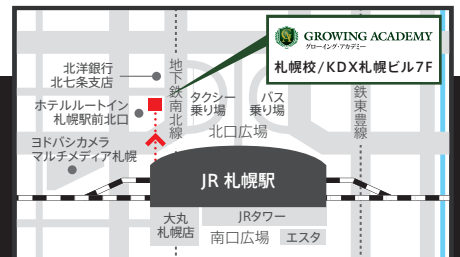 GROWING ACADEMY
グローイング・アカデミー
札幌校/KDX札幌ビル7F
北洋銀行
北七条支店
地下鉄南北線
タクシー
乗り場
バス
乗り場
鉄東豊線
ホテルルートイン
札幌駅前北口
北口広場
ヨドバシカメラ
マルチメディア札幌
JR 札幌駅
大丸
札幌店
JRタワー
南口広場
エスタ